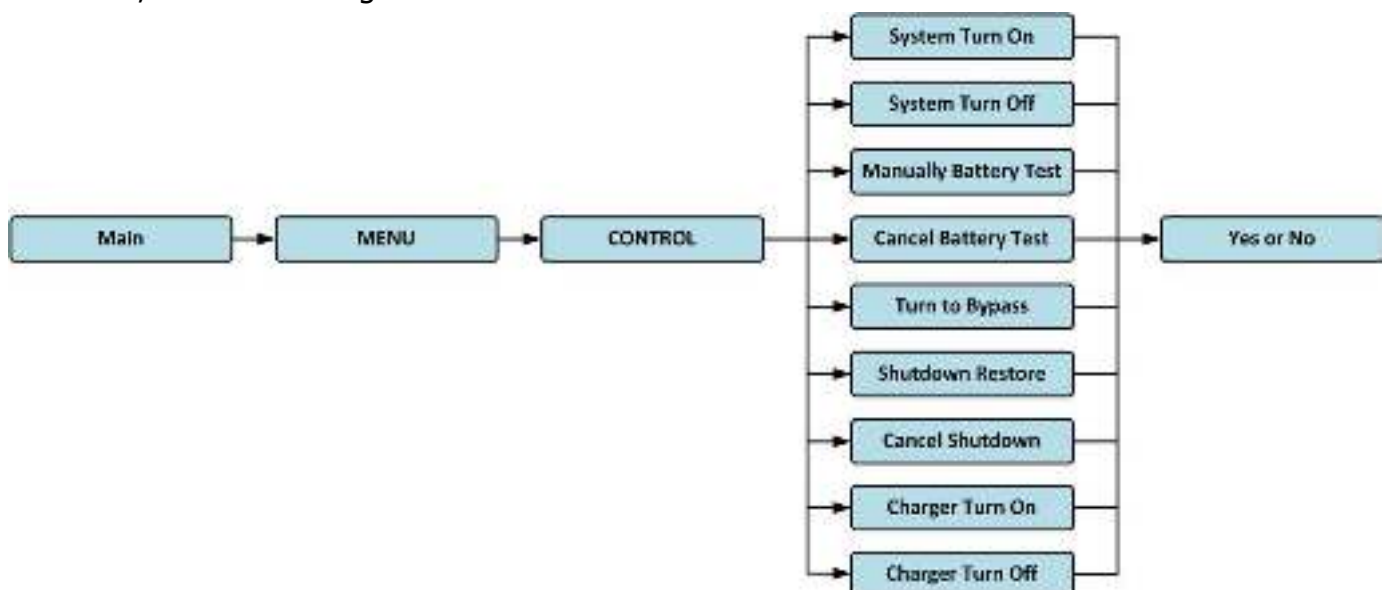 System Turn On
System Turn Off
Manually Battery Test
Main
MENU
CONTROL
Cancel Battery Test
Yes or No
Turn to Bypass
Shutdown Restore
Cancel Shutdown
Charger Turn On
Charger Turn Off